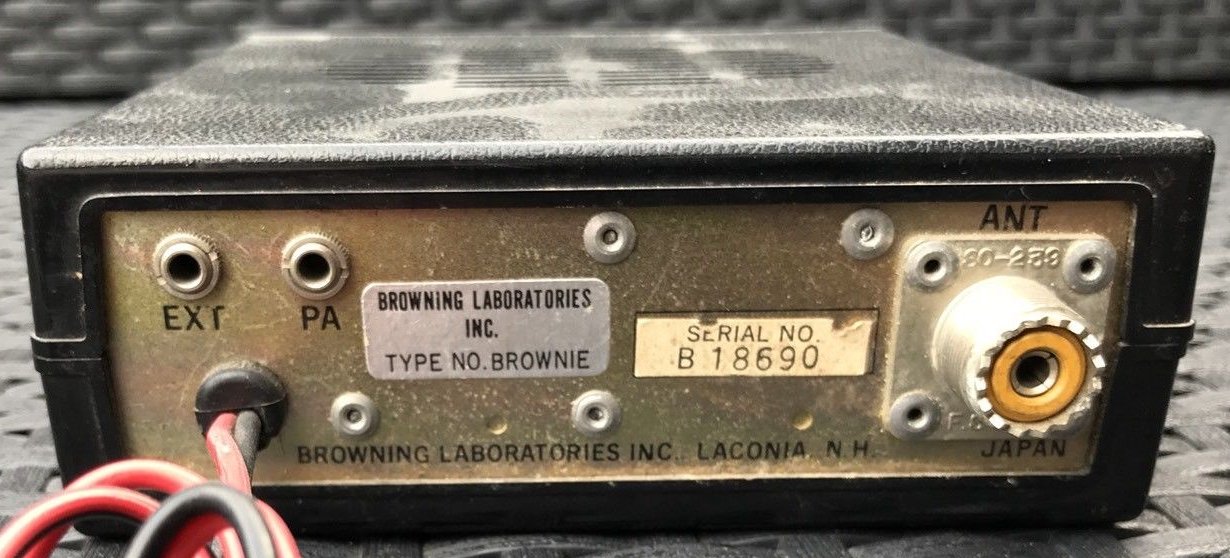 ANT
SO-239
EXT
PA
BROWNING LABORATORIES
INC.
TYPE NO. BROWNIE
SERIAL NO.
B 18690
BROWNING LABORATORIES INC., LACONIA, N.H.
JAPAN